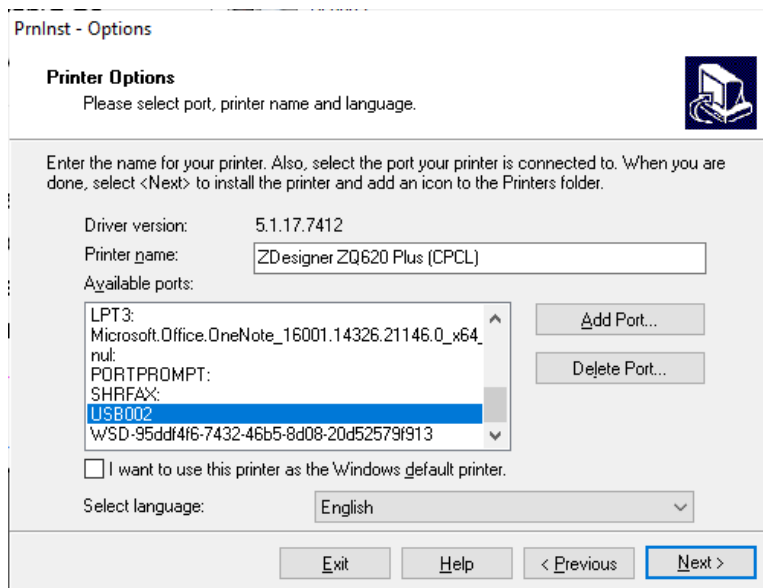 PrnInst - Options
Printer Options
Please select port, printer name and language.
Enter the name for your printer. Also, select the port your printer is connected to. When you are
done, select <Next> to install the printer and add an icon to the Printers folder.
Driver version: 5.1.17.7412
Printer name: ZDesigner ZQ620 Plus (CPCL)
Available ports:
LPT3:
Microsoft.Office.OneNote_16001.14326.21146.0_x64_
nul:
PORTPROMPT:
SHRFAX:
USB002
WSD-95ddf4f6-7432-46b5-8d08-20d52579f913
Add Port...
Delete Port...
I want to use this printer as the Windows default printer.
Select language: English
Exit Help < Previous Next >